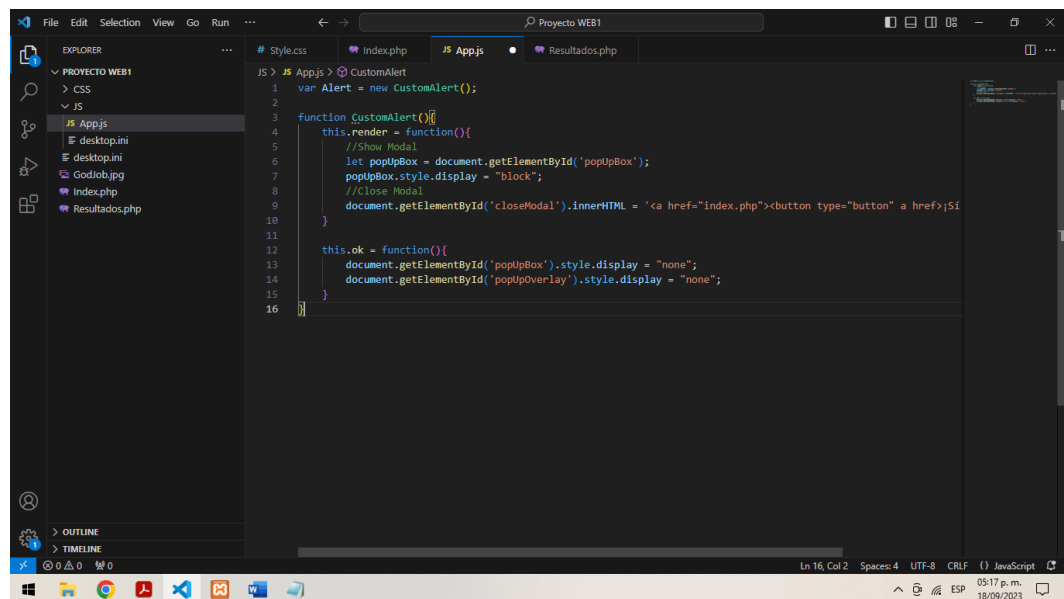 File Edit Selection View Go Run ··· ← → Proyecto WEB1
EXPLORER ···
PROYECTO WEB1
CSS
JS
JS App.js
desktop.ini
desktop.ini
GodJob.jpg
Index.php
Resultados.php
OUTLINE
TIMELINE
# Style.css Index.php JS App.js ● Resultados.php
JS > JS App.js > CustomAlert
1 var Alert = new CustomAlert();
2
3 function CustomAlert(){
4 this.render = function(){
5 //Show Modal
6 let popUpBox = document.getElementById('popUpBox');
7 popUpBox.style.display = "block";
8 //Close Modal
9 document.getElementById('closeModal').innerHTML = '<a href="index.php"><button type="button" a href>¡Sí
10 }
11
12 this.ok = function(){
13 document.getElementById('popUpBox').style.display = "none";
14 document.getElementById('popUpOverlay').style.display = "none";
15 }
16 }
1
1
0 0 0 Ln 16, Col 2 Spaces: 4 UTF-8 CRLF {} JavaScript
ESP 05:17 p. m.
18/09/2023